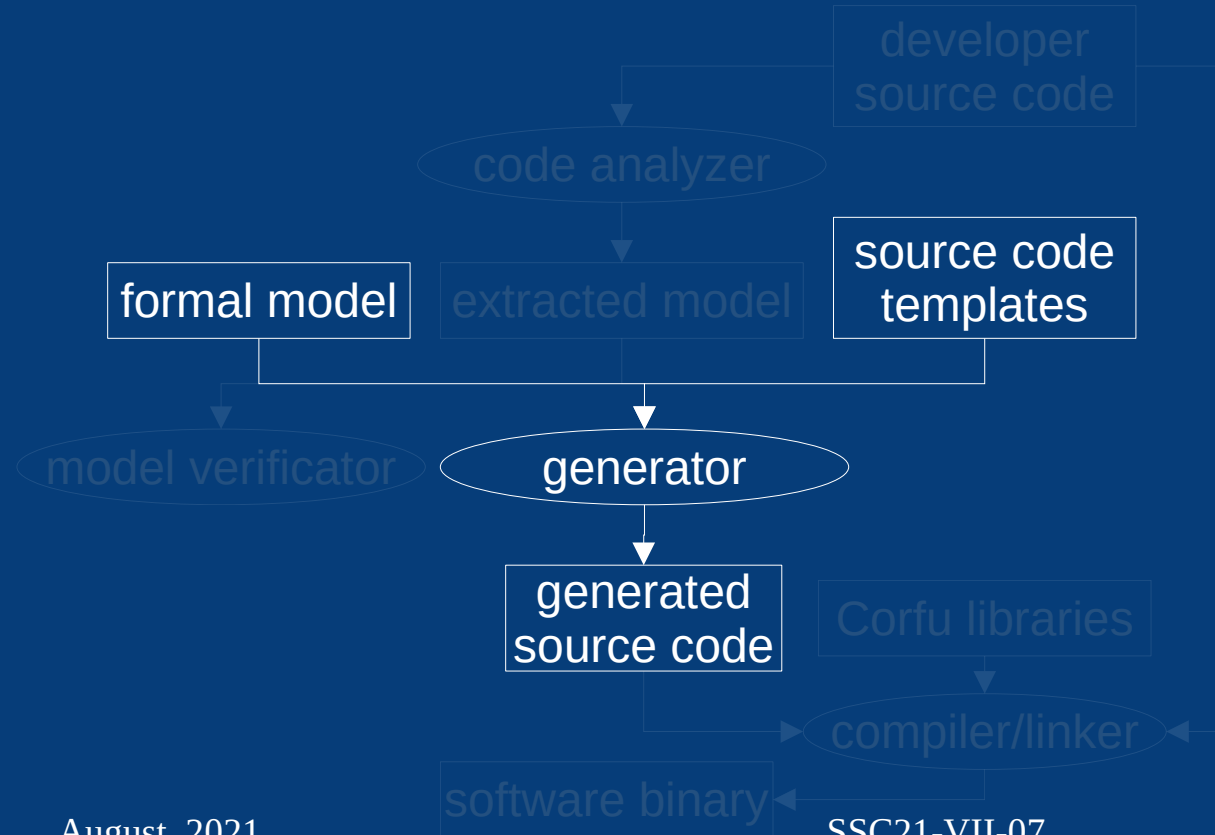 developer
source code
code analyzer
source code
templates
formal model
extracted model
model verificator
generator
generated
source code
Corfu libraries
compiler/linker
software binary
August, 2021
SSC21-VII-07